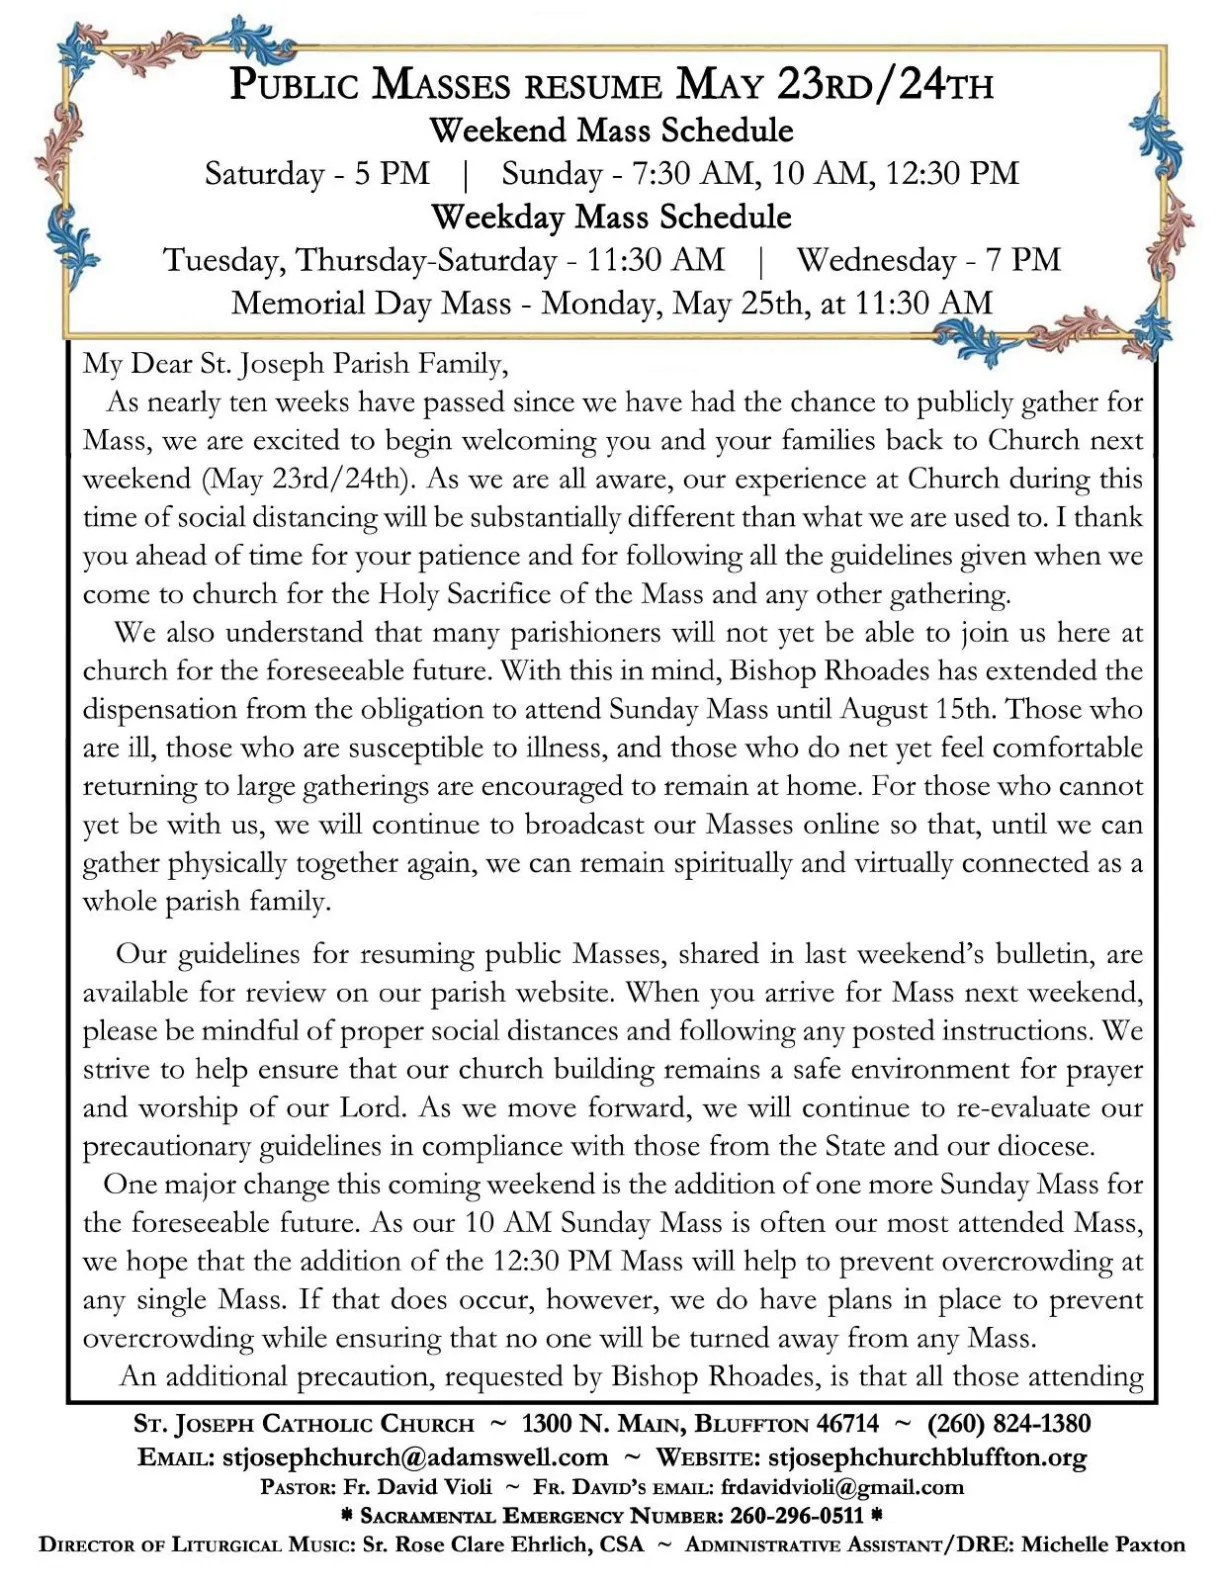 PUBLIC MASSES RESUME MAY 23RD/24TH
Weekend Mass Schedule
Saturday - 5 PM | Sunday - 7:30 AM, 10 AM, 12:30 PM
Weekday Mass Schedule
Tuesday, Thursday-Saturday - 11:30 AM | Wednesday - 7 PM
Memorial Day Mass - Monday, May 25th, at 11:30 AM
My Dear St. Joseph Parish Family,
As nearly ten weeks have passed since we have had the chance to publicly gather for
Mass, we are excited to begin welcoming you and your families back to Church next
weekend (May 23rd/24th). As we are all aware, our experience at Church during this
time of social distancing will be substantially different than what we are used to. I thank
you ahead of time for your patience and for following all the guidelines given when we
come to church for the Holy Sacrifice of the Mass and any other gathering.
We also understand that many parishioners will not yet be able to join us here at
church for the foreseeable future. With this in mind, Bishop Rhoades has extended the
dispensation from the obligation to attend Sunday Mass until August 15th. Those who
are ill, those who are susceptible to illness, and those who do net yet feel comfortable
returning to large gatherings are encouraged to remain at home. For those who cannot
yet be with us, we will continue to broadcast our Masses online so that, until we can
gather physically together again, we can remain spiritually and virtually connected as a
whole parish family.
Our guidelines for resuming public Masses, shared in last weekend's bulletin, are
available for review on our parish website. When you arrive for Mass next weekend,
please be mindful of proper social distances and following any posted instructions. We
strive to help ensure that our church building remains a safe environment for prayer
and worship of our Lord. As we move forward, we will continue to re-evaluate our
precautionary guidelines in compliance with those from the State and our diocese.
One major change this coming weekend is the addition of one more Sunday Mass for
the foreseeable future. As our 10 AM Sunday Mass is often our most attended Mass,
we hope that the addition of the 12:30 PM Mass will help to prevent overcrowding at
any single Mass. If that does occur, however, we do have plans in place to prevent
overcrowding while ensuring that no one will be turned away from any Mass.
An additional precaution, requested by Bishop Rhoades, is that all those attending
ST. JOSEPH CATHOLIC CHURCH ~ 1300 N. MAIN, BLUFFTON 46714 ~ (260) 824-1380
EMAIL: stjosephchurch@adamswell.com ~ WEBSITE: stjosephchurchbluffton.org
PASTOR: Fr. David Violi ~ FR. DAVID'S EMAIL: frdavidvioli@gmail.com
* SACRAMENTAL EMERGENCY NUMBER: 260-296-0511 *
DIRECTOR OF LITURGICAL MUSIC: Sr. Rose Clare Ehrlich, CSA ~ ADMINISTRATIVE ASSISTANT/DRE: Michelle Paxton